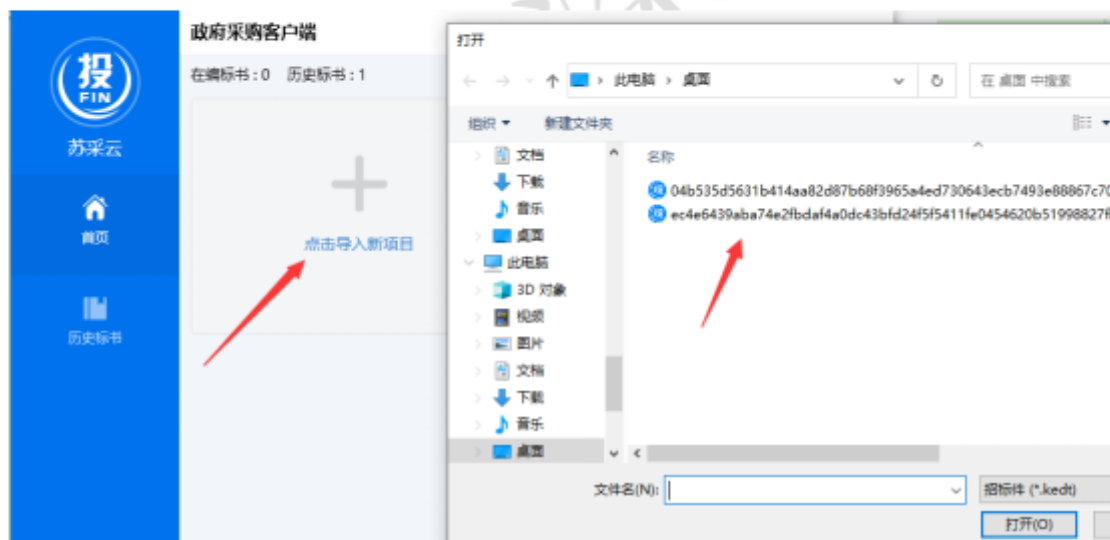 政府采购客户端
在编标书：0 历史标书：1
投
FIN
苏采云
首页
历史标书
点击导入新项目
打开
此电脑 › 桌面
在 桌面 中搜索
组织
新建文件夹
文档
下载
音乐
桌面
此电脑
3D 对象
视频
图片
文档
下载
音乐
桌面
名称
04b535d5631b414aa82d87b68f3965a4ed730643ecb7493e88867c70
ec4e6439aba74e2fbdaf4a0dc43bfd24f5f5411fe0454620b51998827f
文件名(N):
招标件 (*.kedt)
打开(O)